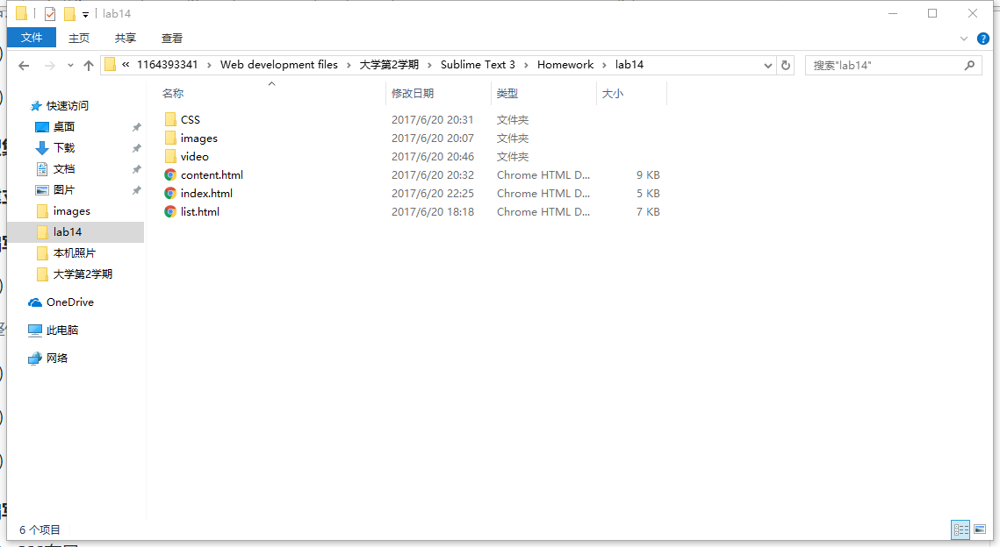 lab14
文件 主页 共享 查看
« 1164393341 › Web development files › 大学第2学期 › Sublime Text 3 › Homework › lab14 搜索"lab14"
名称 修改日期 类型 大小
快速访问
桌面
下载
文档
图片
images
lab14
本机照片
大学第2学期
OneDrive
此电脑
网络
CSS 2017/6/20 20:31 文件夹
images 2017/6/20 20:07 文件夹
video 2017/6/20 20:46 文件夹
content.html 2017/6/20 20:32 Chrome HTML D... 9 KB
index.html 2017/6/20 22:25 Chrome HTML D... 5 KB
list.html 2017/6/20 18:18 Chrome HTML D... 7 KB
6 个项目